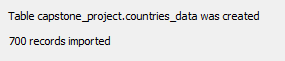 Table capstone_project.countries_data was created
700 records imported